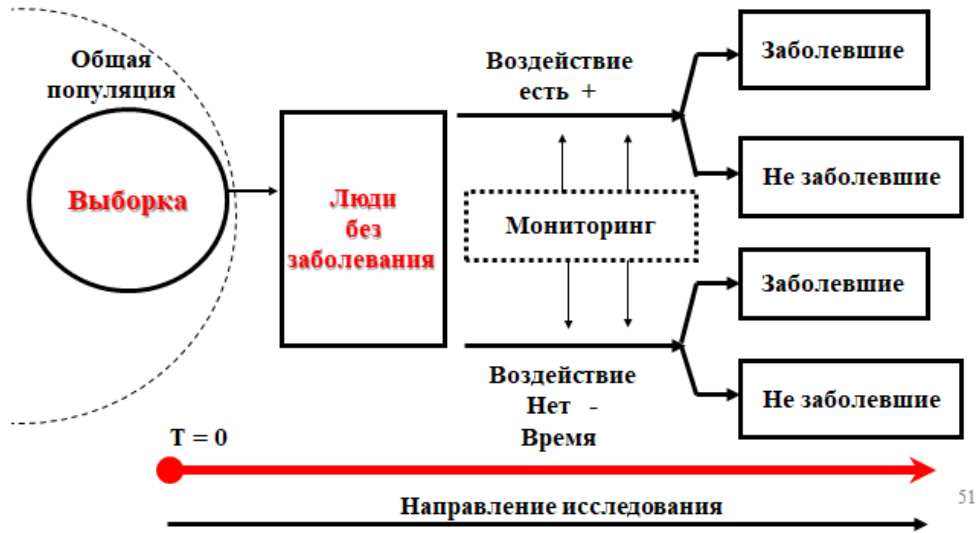 Общая
популяция
Выборка
Люди
без
заболевания
Воздействие
есть +
Мониторинг
Воздействие
Нет -
Время
Заболевшие
Не заболевшие
Заболевшие
Не заболевшие
T = 0
Направление исследования
51